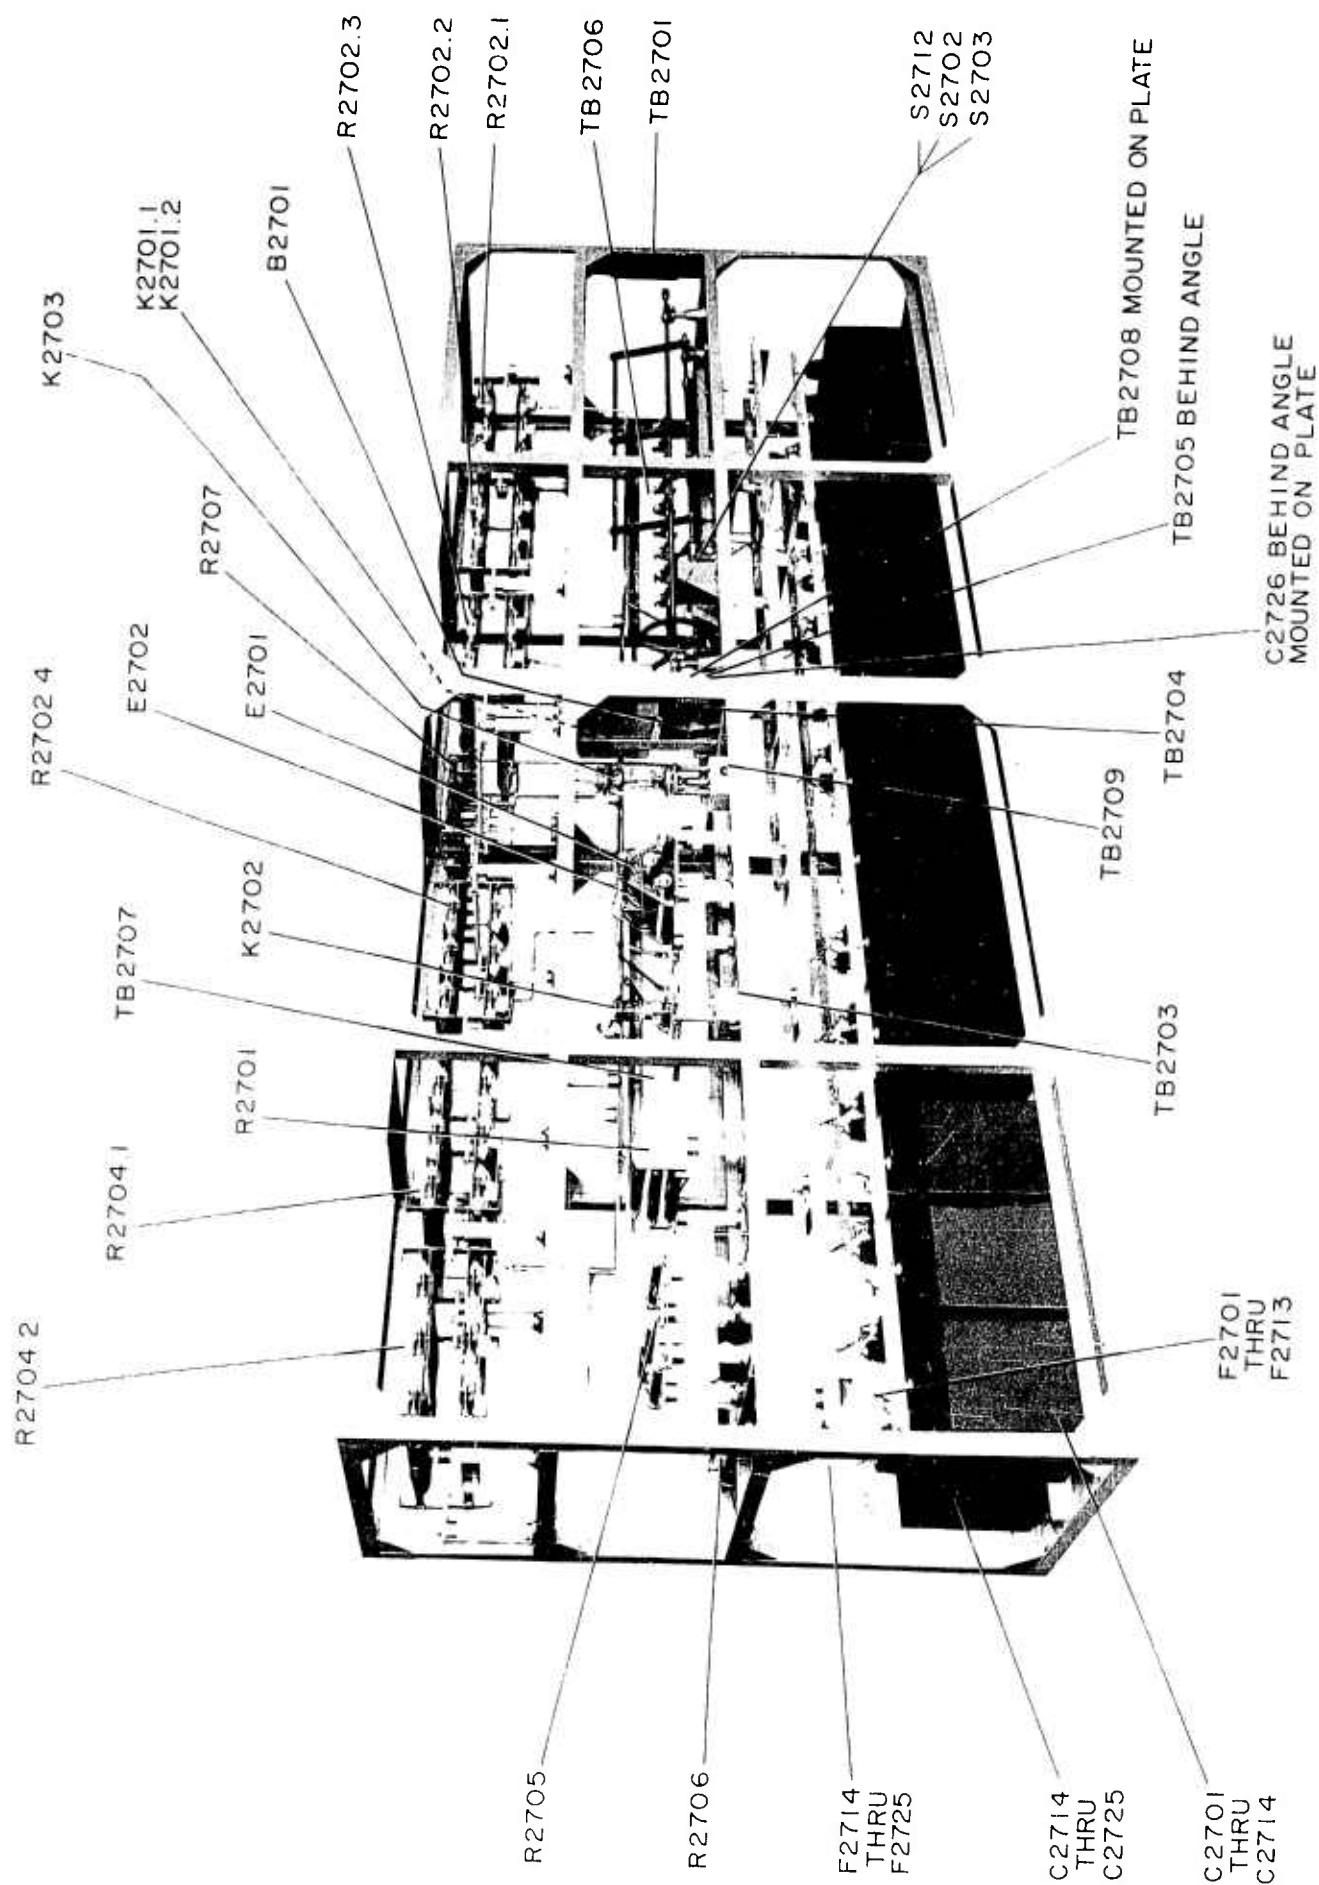 R2704.2
R2704.1
R2701
TB2707
K2702
R2702 4
E2702
E2701
R2707
K2703
K2701.1
K2701.2
B2701
R2702.3
R2702.2
R2702.1
TB2706
TB2701
S2712
S2702
S2703
TB2708 MOUNTED ON PLATE
TB2705 BEHIND ANGLE
C2726 BEHIND ANGLE
MOUNTED ON PLATE
TB2704
TB2709
TB2703
F2701
THRU
F2713
R2705
R2706
F2714
THRU
F2725
C2714
THRU
C2725
C2701
THRU
C2714